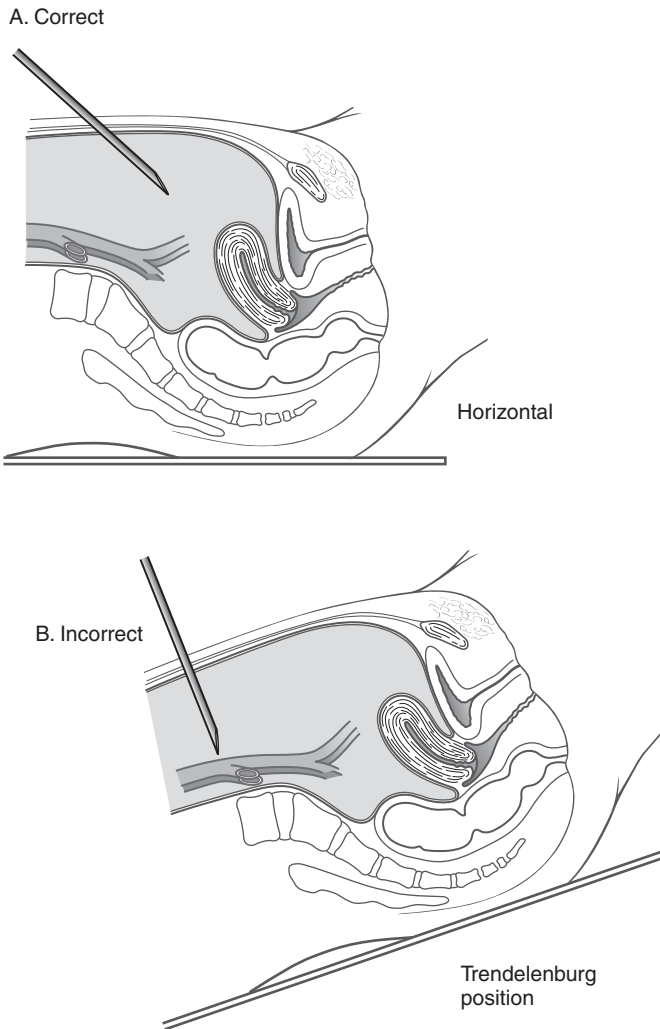 A. Correct
Horizontal
B. Incorrect
Trendelenburg
position